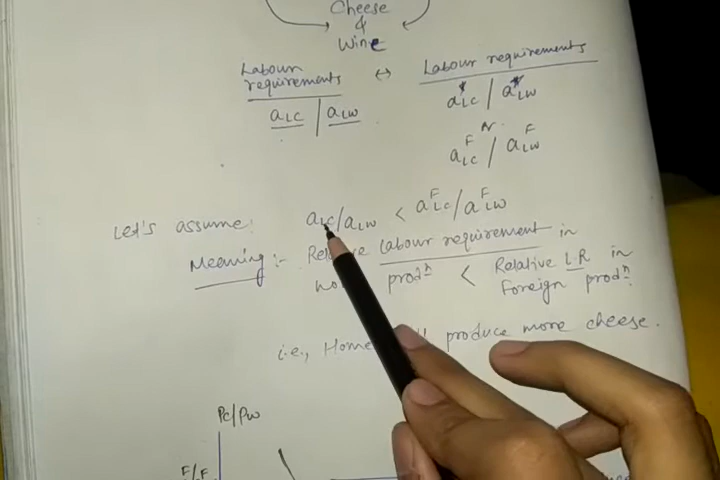 Cheese
&
Wine
Labour requirements ↔ Labour requirements
aLC / aLW
a*LC / a*LW
or
aFLC / aFLW
Let's assume: aLC/aLW < aFLC/aFLW
Meaning :- labour requirement in prodn < Relative L.R in Foreign prodn.
i.e., Home produce more cheese.
Pc/Pw
F/F